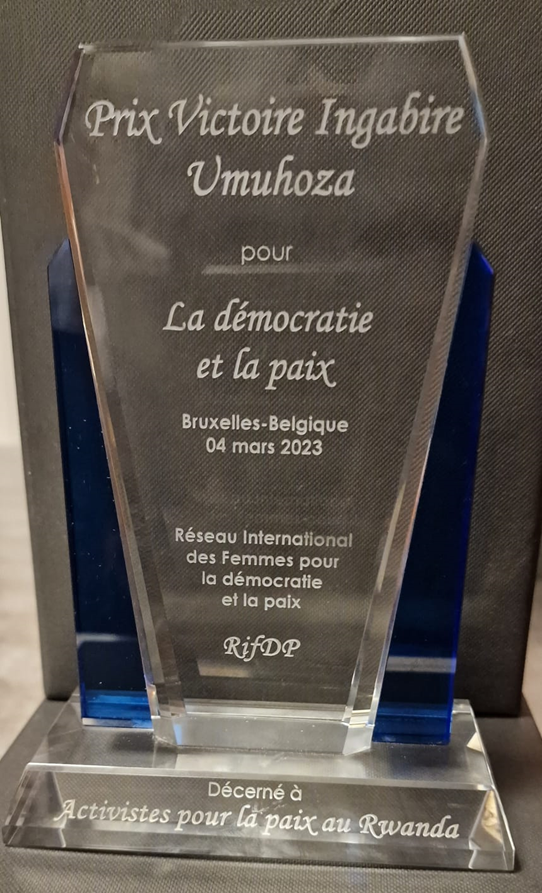 Prix Victoire Ingabire
Umuhoza
pour
La démocratie
et la paix
Bruxelles-Belgique
04 mars 2023
Réseau International
des Femmes pour
la démocratie
et la paix
RifDP
Décerné à
Activistes pour la paix au Rwanda